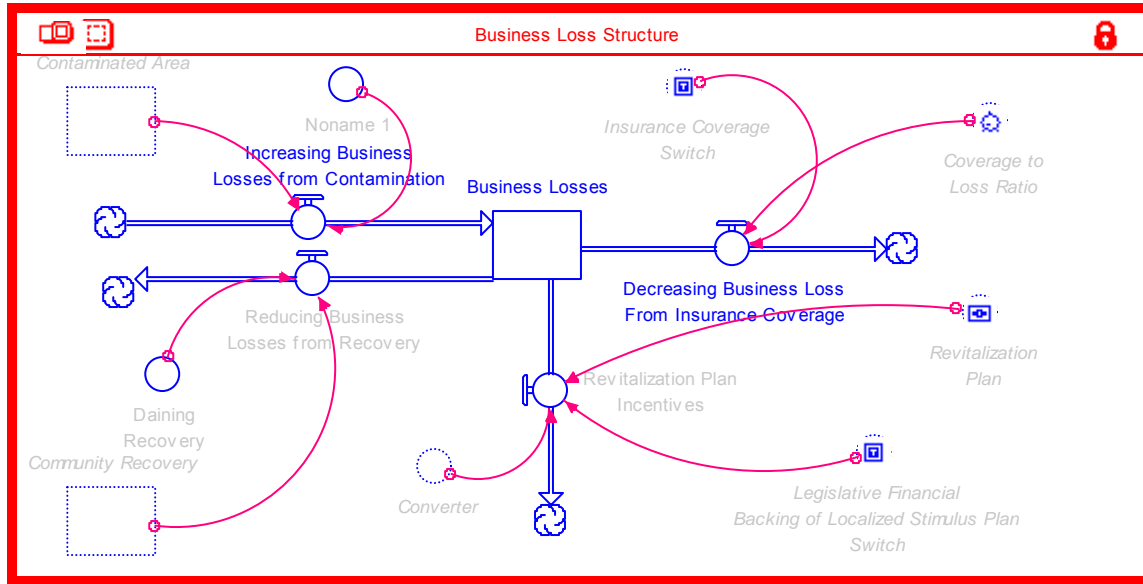 Business Loss Structure
Contaminated Area
Noname 1
Increasing Business
Losses from Contamination
Insurance Coverage
Switch
Coverage to
Loss Ratio
Business Losses
Reducing Business
Losses from Recovery
Decreasing Business Loss
From Insurance Coverage
Revitalization
Plan
Revitalization Plan
Incentives
Daining
Recovery
Community Recovery
Converter
Legislative Financial
Backing of Localized Stimulus Plan
Switch